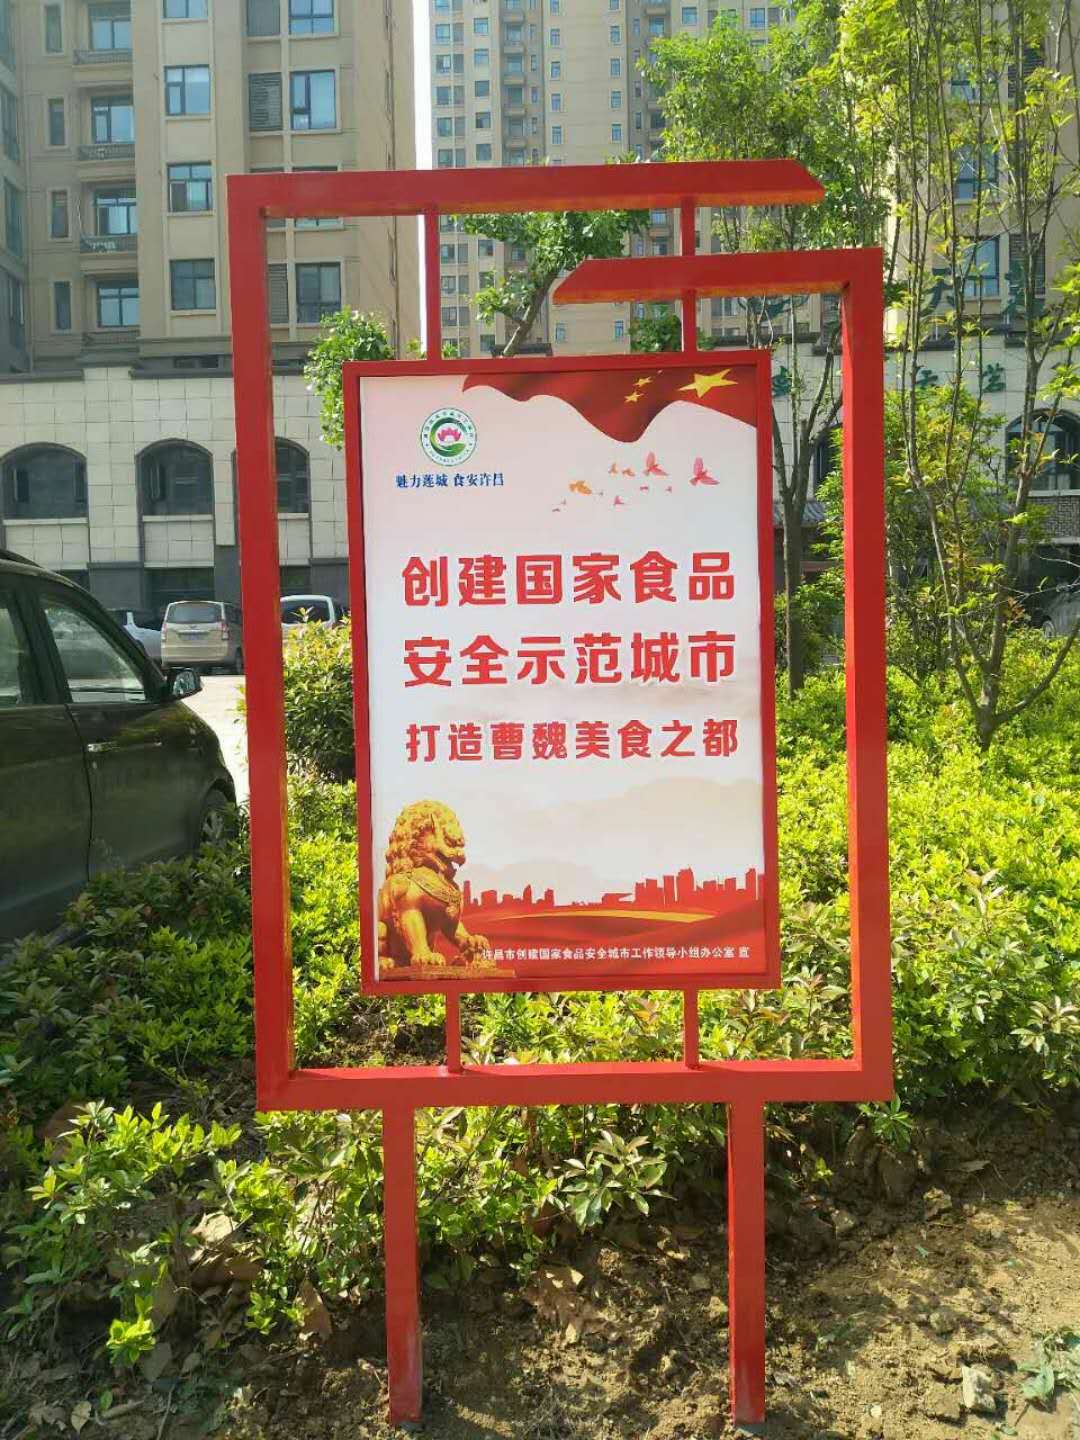 魅力莲城 食安许昌
创建国家食品
安全示范城市
打造曹魏美食之都
许昌市创建国家食品安全城市工作领导小组办公室 宣